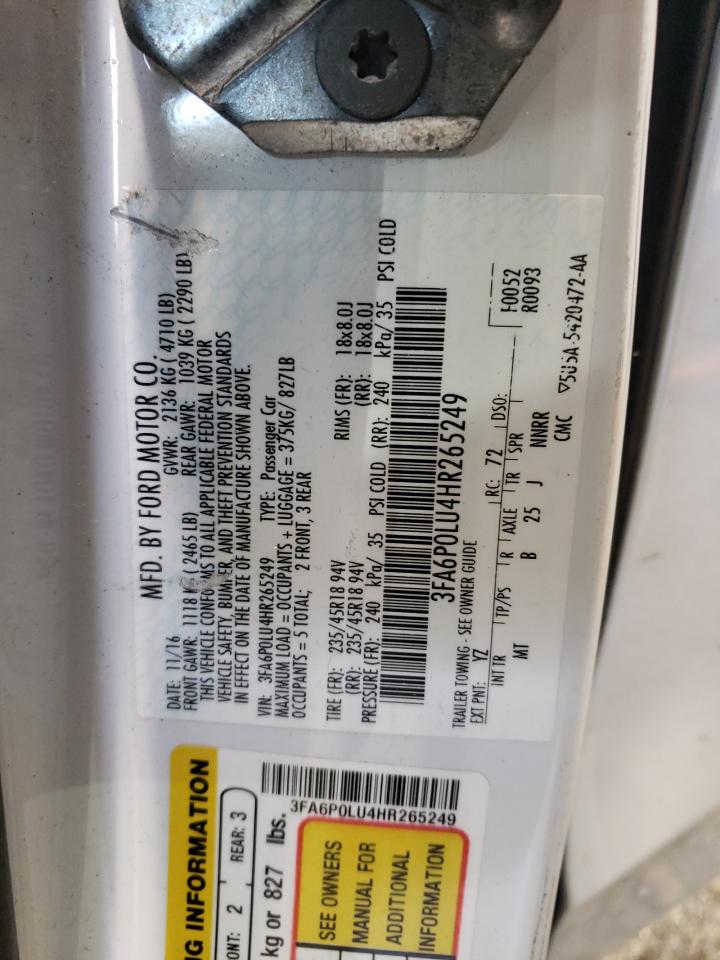 MFD. BY FORD MOTOR CO.
DATE: 11/16 GVWR: 2136 KG ( 4710 LB)
FRONT GAWR: 1118 KG ( 2465 LB) REAR GAWR: 1039 KG ( 2290 LB)
THIS VEHICLE CONFORMS TO ALL APPLICABLE FEDERAL MOTOR
VEHICLE SAFETY, BUMPER, AND THEFT PREVENTION STANDARDS
IN EFFECT ON THE DATE OF MANUFACTURE SHOWN ABOVE.
VIN: 3FA6P0LU4HR265249 TYPE: Passenger Car
MAXIMUM LOAD = OCCUPANTS + LUGGAGE = 375KG/ 827LB
OCCUPANTS = 5 TOTAL; 2 FRONT, 3 REAR
TIRE (FR): 235/45R18 94V RIMS (FR): 18x8.0J
(RR): 235/45R18 94V (RR): 18x8.0J
PRESSURE (FR): 240 kPa/ 35 PSI COLD (RR): 240 kPa/ 35 PSI COLD
3FA6P0LU4HR265249
TRAILER TOWING - SEE OWNER GUIDE
EXT PNT: YZ RC: 72 DSO: F0052
INT TR TP/PS R AXLE TR SPR R0093
MT B 25 J NNRR
CMC 5U5A-5420472-AA
NG INFORMATION
ONT: 2 REAR: 3
kg or 827 lbs.
3FA6P0LU4HR265249
SEE OWNERS
MANUAL FOR
ADDITIONAL
INFORMATION